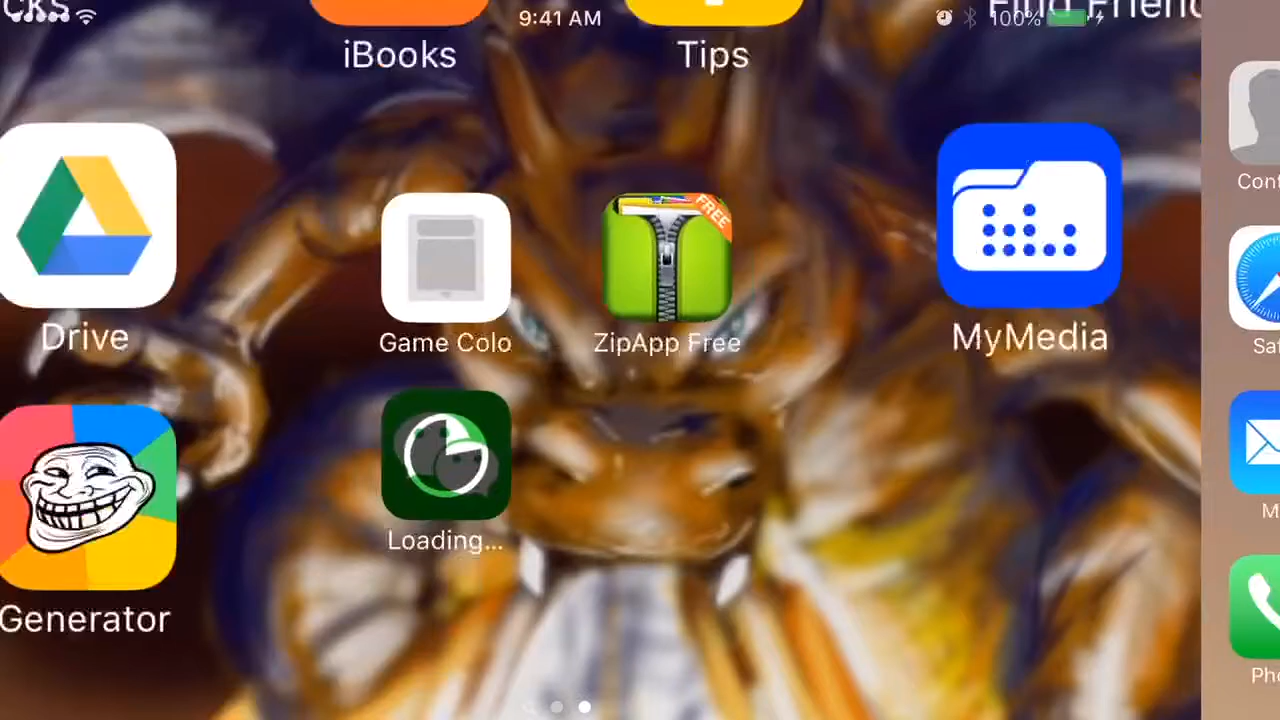 9:41 AM
100%
iBooks
Tips
FREE
Drive
Game Colo
ZipApp Free
MyMedia
Loading...
Generator